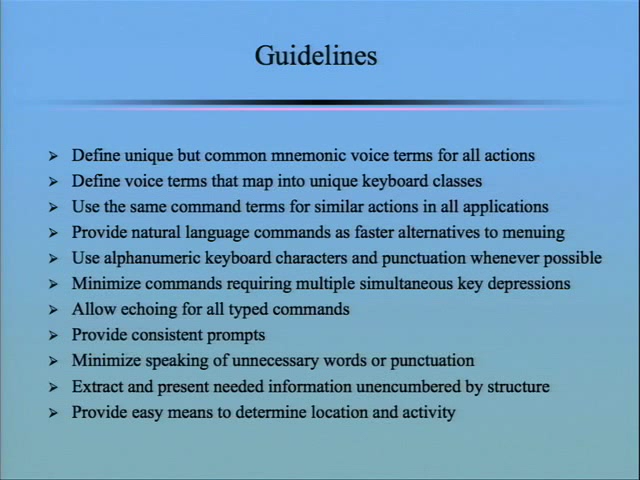 Guidelines
Define unique but common mnemonic voice terms for all actions
Define voice terms that map into unique keyboard classes
Use the same command terms for similar actions in all applications
Provide natural language commands as faster alternatives to menuing
Use alphanumeric keyboard characters and punctuation whenever possible
Minimize commands requiring multiple simultaneous key depressions
Allow echoing for all typed commands
Provide consistent prompts
Minimize speaking of unnecessary words or punctuation
Extract and present needed information unencumbered by structure
Provide easy means to determine location and activity